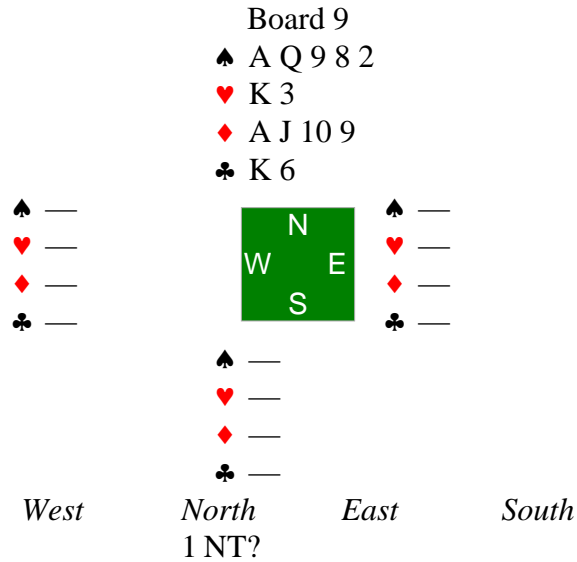 Board 9
♠ A Q 9 8 2
♥ K 3
♦ A J 10 9
♣ K 6
♠ — N ♠ —
♥ — W E ♥ —
♦ — S ♦ —
♣ — ♣ —
♠ —
♥ —
♦ —
♣ —
West North East South
1 NT?